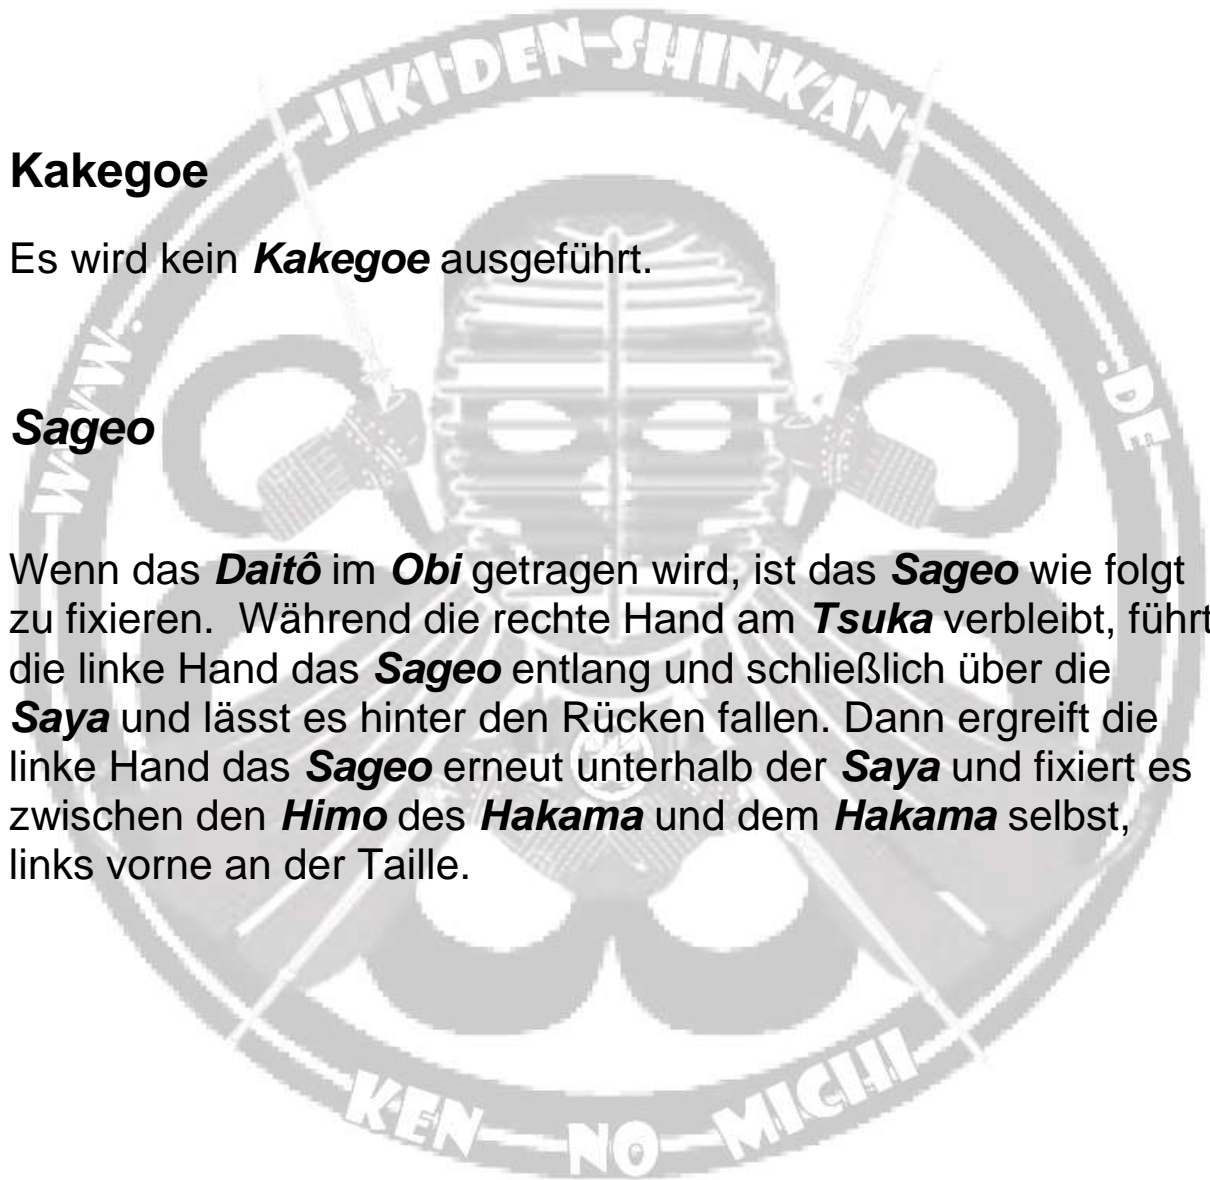 JIKI-DEN-SHINKAN
Kakegoe
Es wird kein Kakegoe ausgeführt.
WWW.
.DE
Sageo
Wenn das Daitô im Obi getragen wird, ist das Sageo wie folgt
zu fixieren. Während die rechte Hand am Tsuka verbleibt, führt
die linke Hand das Sageo entlang und schließlich über die
Saya und lässt es hinter den Rücken fallen. Dann ergreift die
linke Hand das Sageo erneut unterhalb der Saya und fixiert es
zwischen den Himo des Hakama und dem Hakama selbst,
links vorne an der Taille.
KEN NO MICHI